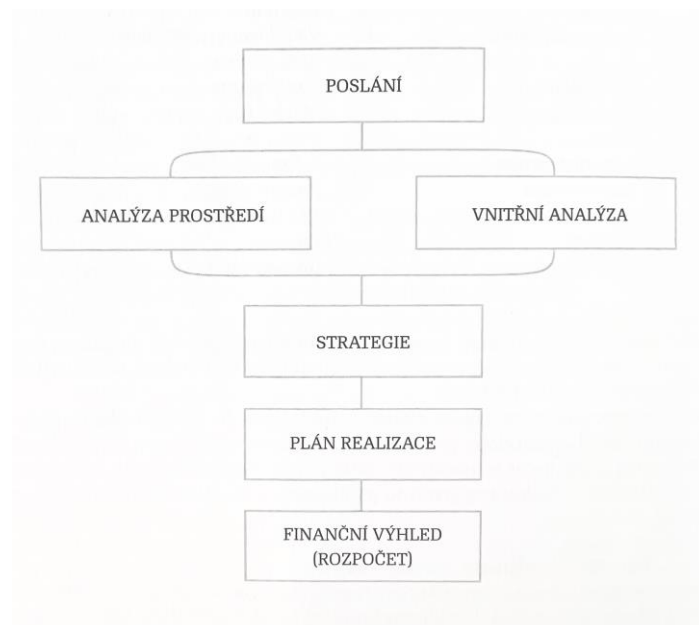 POSLÁNÍ
ANALÝZA PROSTŘEDÍ
VNITŘNÍ ANALÝZA
STRATEGIE
PLÁN REALIZACE
FINANČNÍ VÝHLED
(ROZPOČET)